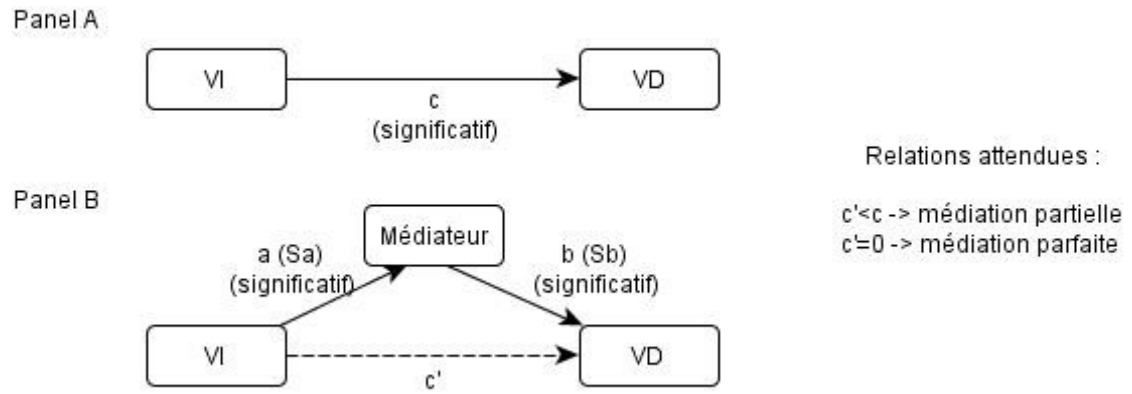 Panel A
VI
VD
c
(significatif)
Relations attendues :
c'<c -> médiation partielle
c'=0 -> médiation parfaite
Panel B
Médiateur
a (Sa)
(significatif)
b (Sb)
(significatif)
VI
VD
c'